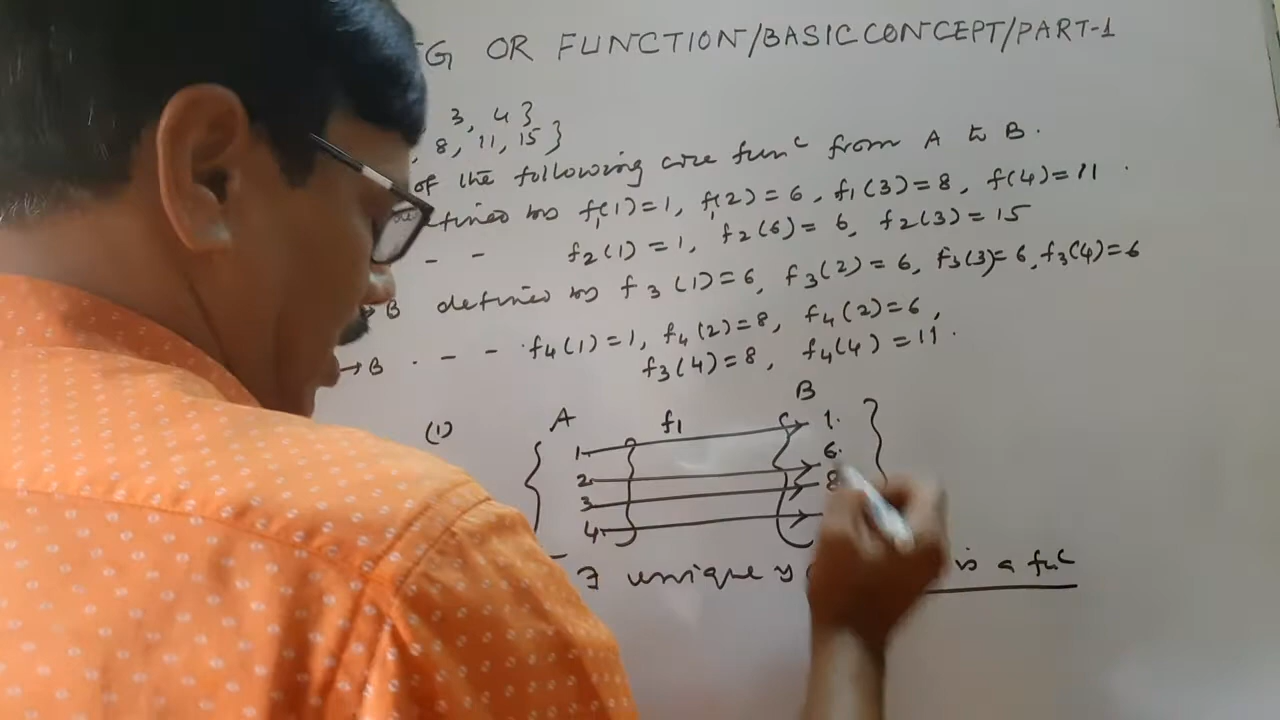 G OR FUNCTION/BASIC CONCEPT/PART-1
3, 4 }
, 8, 11, 15 }
of the following are funᶜ from A to B.
defined by f₁(1)=1, f₁(2)=6, f₁(3)=8, f(4)=11.
- - f₂(1)=1, f₂(6)=6, f₂(3)=15
→B defined by f₃(1)=6, f₃(2)=6, f₃(3)=6, f₃(4)=6
→B . - - . f₄(1)=1, f₄(2)=8, f₄(2)=6,
f₃(4)=8, f₄(4)=11.
(1) A f₁ B
1 1.
2 6.
3 8
4
∃ unique y is a fuᶜ